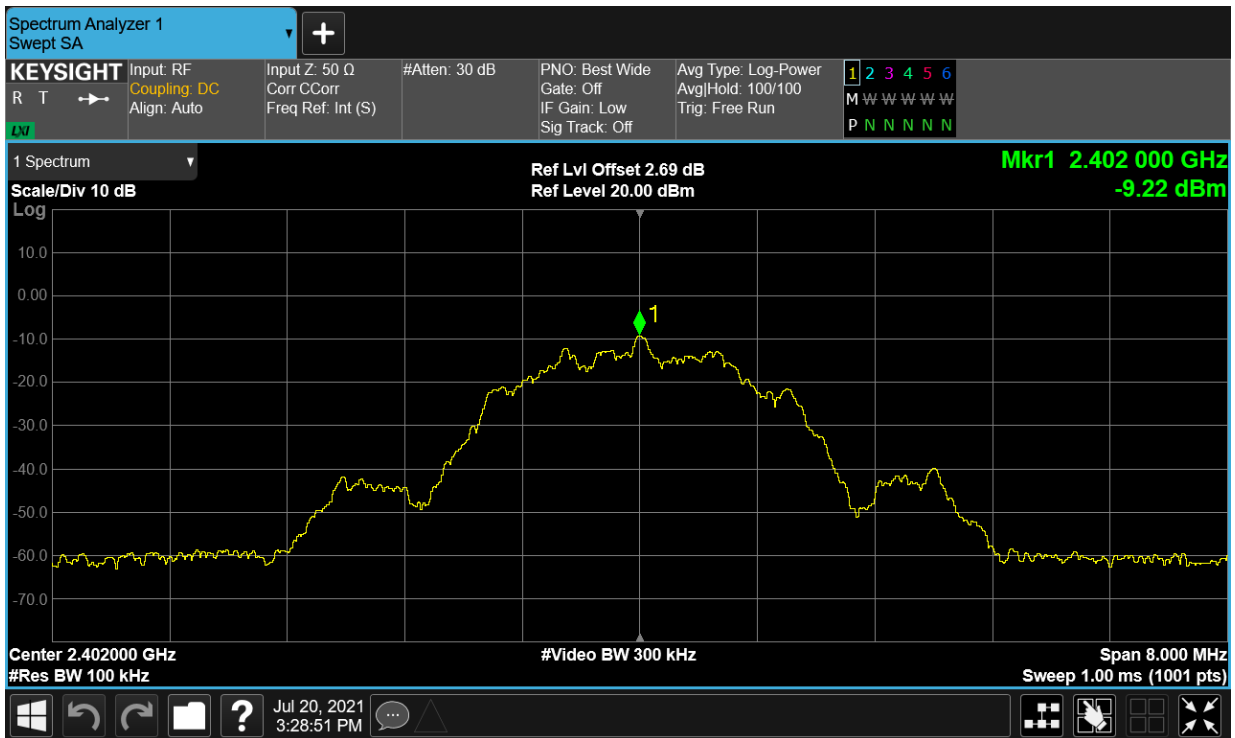 Spectrum Analyzer 1
Swept SA
KEYSIGHT
R T
LXI
Input: RF
Coupling: DC
Align: Auto
Input Z: 50 Ω
Corr CCorr
Freq Ref: Int (S)
#Atten: 30 dB
PNO: Best Wide
Gate: Off
IF Gain: Low
Sig Track: Off
Avg Type: Log-Power
Avg|Hold: 100/100
Trig: Free Run
1 2 3 4 5 6
M W W W W W
P N N N N N
1 Spectrum
Scale/Div 10 dB
Log
Ref Lvl Offset 2.69 dB
Ref Level 20.00 dBm
Mkr1 2.402 000 GHz
-9.22 dBm
1
10.0
0.00
-10.0
-20.0
-30.0
-40.0
-50.0
-60.0
-70.0
Center 2.402000 GHz
#Res BW 100 kHz
#Video BW 300 kHz
Span 8.000 MHz
Sweep 1.00 ms (1001 pts)
?
Jul 20, 2021
3:28:51 PM